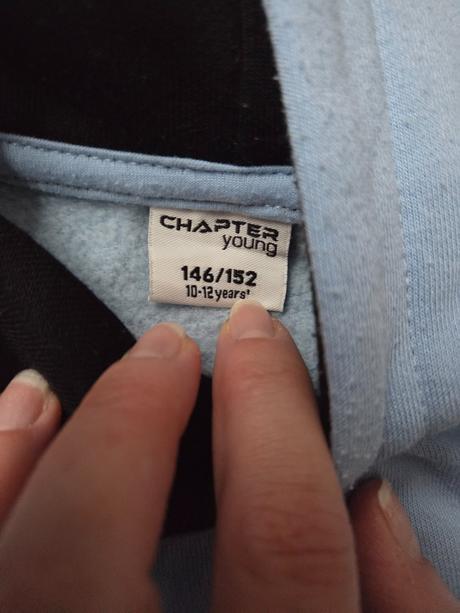 CHAPTER
young
146/152
10-12 years'